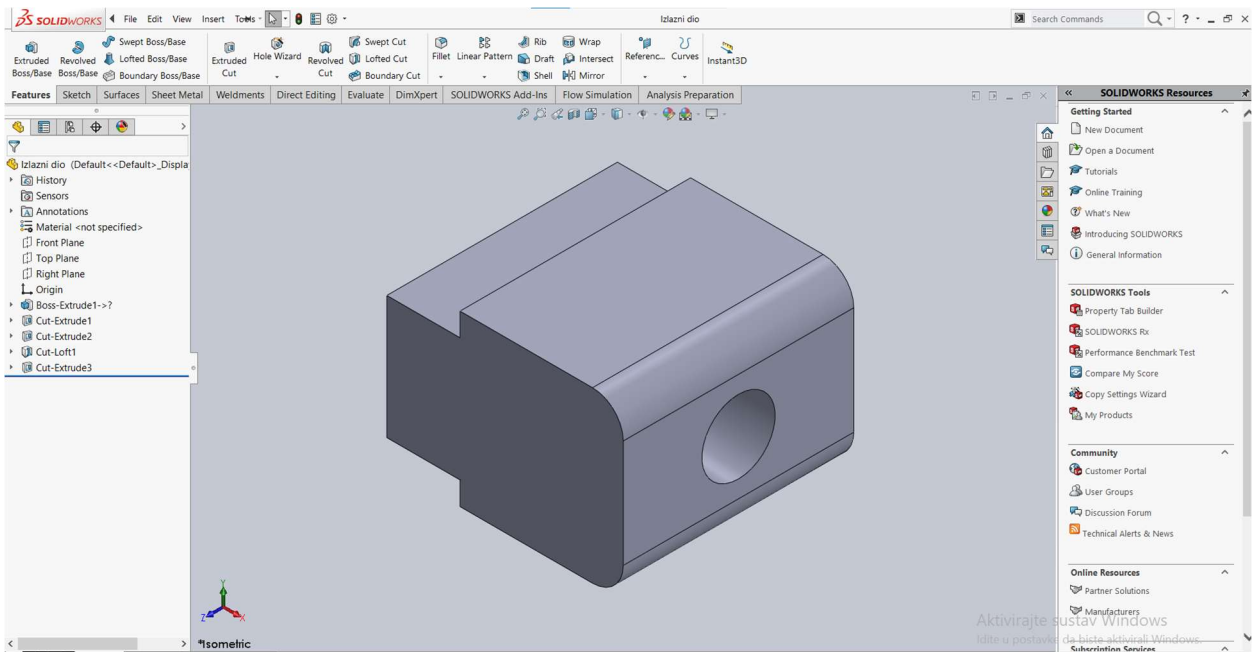 SOLIDWORKS File Edit View Insert Tools Izlazni dio Search Commands ?
Extruded Boss/Base
Revolved Boss/Base
Swept Boss/Base
Lofted Boss/Base
Boundary Boss/Base
Extruded Cut
Hole Wizard
Revolved Cut
Swept Cut
Lofted Cut
Boundary Cut
Fillet
Linear Pattern
Rib
Draft
Shell
Wrap
Intersect
Mirror
Referenc...
Curves
Instant3D
Features Sketch Surfaces Sheet Metal Weldments Direct Editing Evaluate DimXpert SOLIDWORKS Add-Ins Flow Simulation Analysis Preparation
Izlazni dio (Default<<Default>_Displa
History
Sensors
Annotations
Material <not specified>
Front Plane
Top Plane
Right Plane
Origin
Boss-Extrude1->?
Cut-Extrude1
Cut-Extrude2
Cut-Loft1
Cut-Extrude3
Y
Z
X
*Isometric
« SOLIDWORKS Resources
Getting Started
New Document
Open a Document
Tutorials
Online Training
What's New
Introducing SOLIDWORKS
General Information
SOLIDWORKS Tools
Property Tab Builder
SOLIDWORKS Rx
Performance Benchmark Test
Compare My Score
Copy Settings Wizard
My Products
Community
Customer Portal
User Groups
Discussion Forum
Technical Alerts & News
Online Resources
Partner Solutions
Manufacturers
Subscription Services
Aktivirajte sustav Windows
Idite u postavke da biste aktivirali Windows.